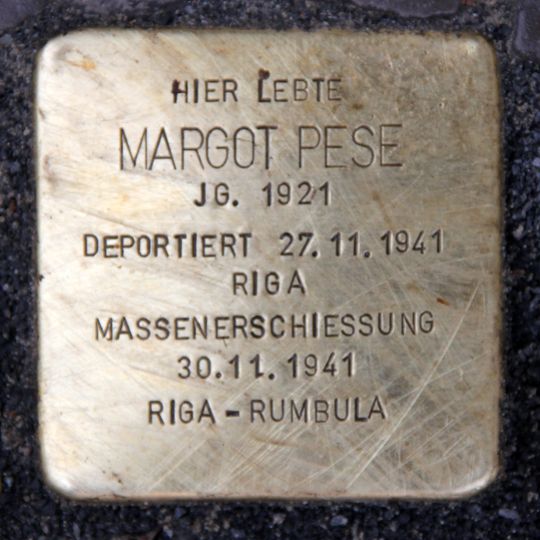 HIER LEBTE
MARGOT PESE
JG. 1921
DEPORTIERT 27.11.1941
RIGA
MASSENERSCHIESSUNG
30.11.1941
RIGA-RUMBULA